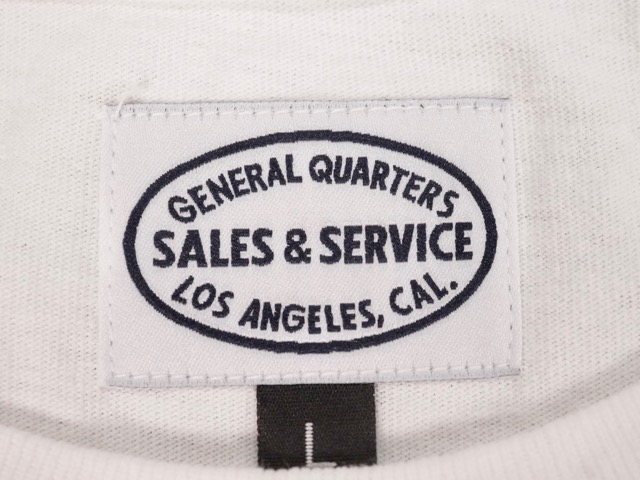 GENERAL QUARTERS
SALES & SERVICE
LOS ANGELES, CAL.
L